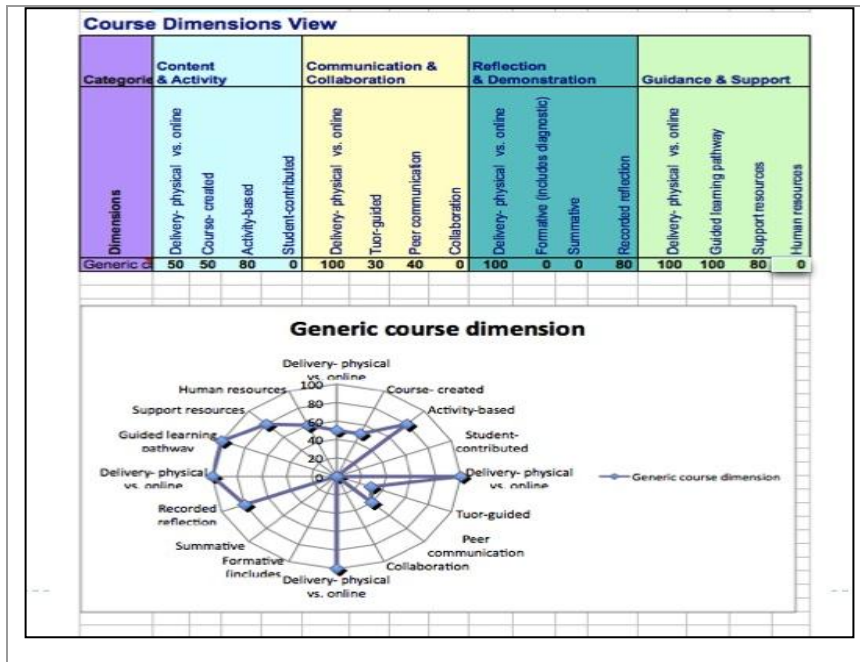 Course Dimensions View
Categorie
Content
& Activity
Communication &
Collaboration
Reflection
& Demonstration
Guidance & Support
Dimensions
Delivery- physical vs. online
Course- created
Activity-based
Student-contributed
Delivery- physical vs. online
Tuor-guided
Peer communication
Collaboration
Delivery- physical vs. online
Formative (includes diagnostic)
Summative
Recorded reflection
Delivery- physical vs. online
Guided learning pathway
Support resources
Human resources
Generic c 50 50 80 0 100 30 40 0 100 0 0 80 100 100 80 0
Generic course dimension
Delivery- physical
vs. online
Course- created
Activity-based
Student-
contributed
Delivery- physical
vs. online
Tuor-guided
Peer
communication
Collaboration
Delivery- physical
vs. online
Formative
(includes
Summative
Recorded
reflection
Delivery- physical
vs. online
Guided learning
pathway
Support resources
Human resources
100
80
60
40
20
0
Generic course dimension